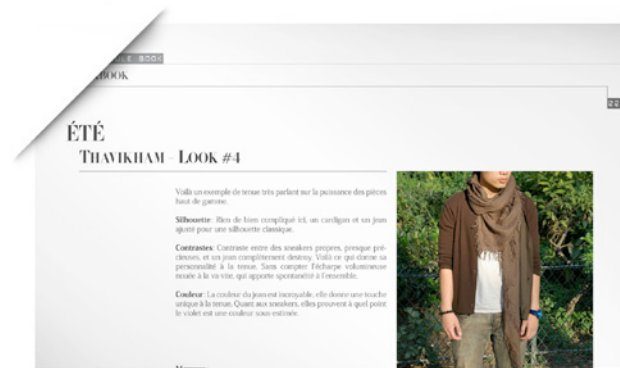 LE BOOK
BOOK
22
ÉTÉ
THAVIKHAM - LOOK #4
Voilà un exemple de tenue très parlant sur la puissance des pièces
haut de gamme.
Silhouette: Rien de bien compliqué ici, un cardigan et un jean
ajusté pour une silhouette classique.
Contrastes: Contraste entre des sneakers propres, presque pré-
cieuses, et un jean complètement destroy. Voilà ce qui donne sa
personnalité à la tenue. Sans compter l'écharpe volumineuse
nouée à la va-vite, qui apporte spontanéité à l'ensemble.
Couleur: La couleur du jean est incroyable, elle donne une touche
unique à la tenue. Quant aux sneakers, elles prouvent à quel point
le violet est une couleur sous-estimée.